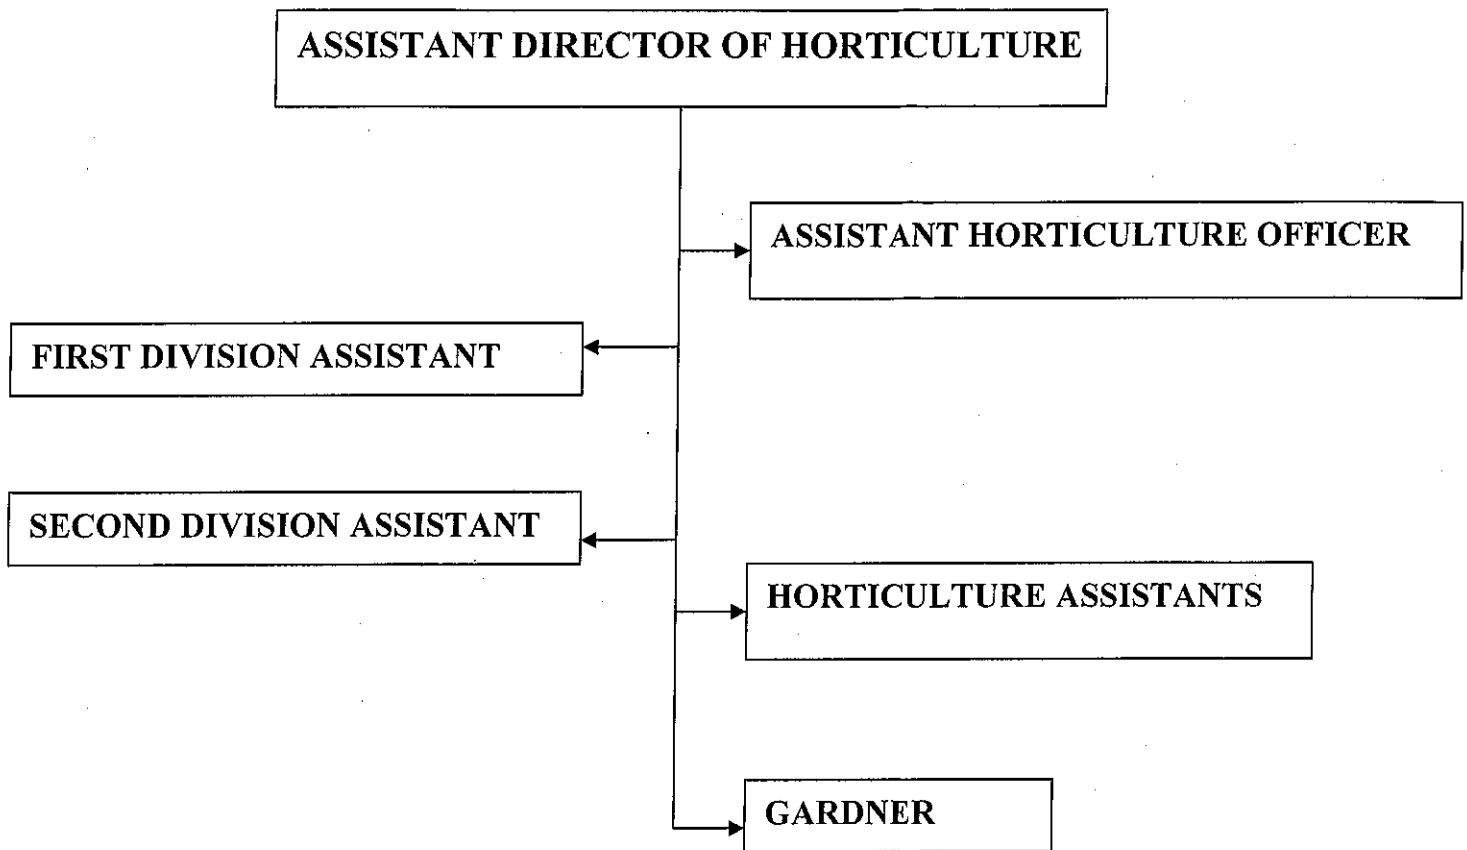 ASSISTANT DIRECTOR OF HORTICULTURE
ASSISTANT HORTICULTURE OFFICER
FIRST DIVISION ASSISTANT
SECOND DIVISION ASSISTANT
HORTICULTURE ASSISTANTS
GARDNER